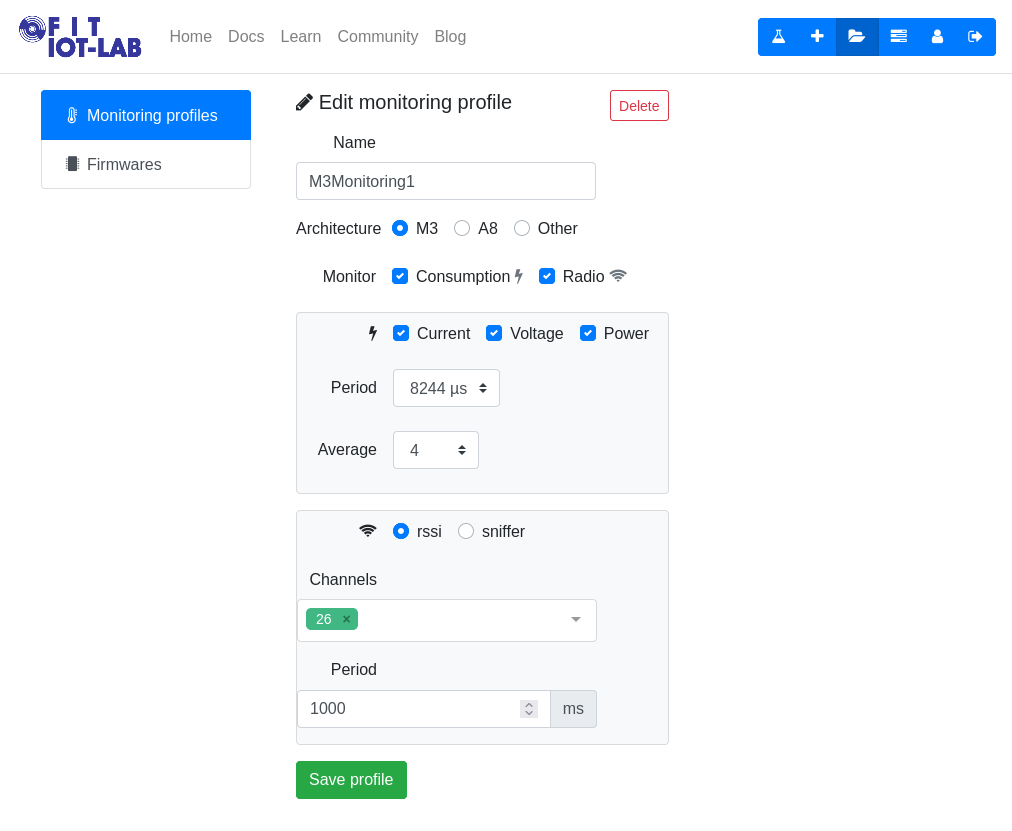 FIT
IOT-LAB
Home Docs Learn Community Blog
Monitoring profiles
Firmwares
Edit monitoring profile
Delete
Name
M3Monitoring1
Architecture M3 A8 Other
Monitor Consumption Radio
Current Voltage Power
Period 8244 µs
Average 4
rssi sniffer
Channels
26 ×
Period
1000 ms
Save profile